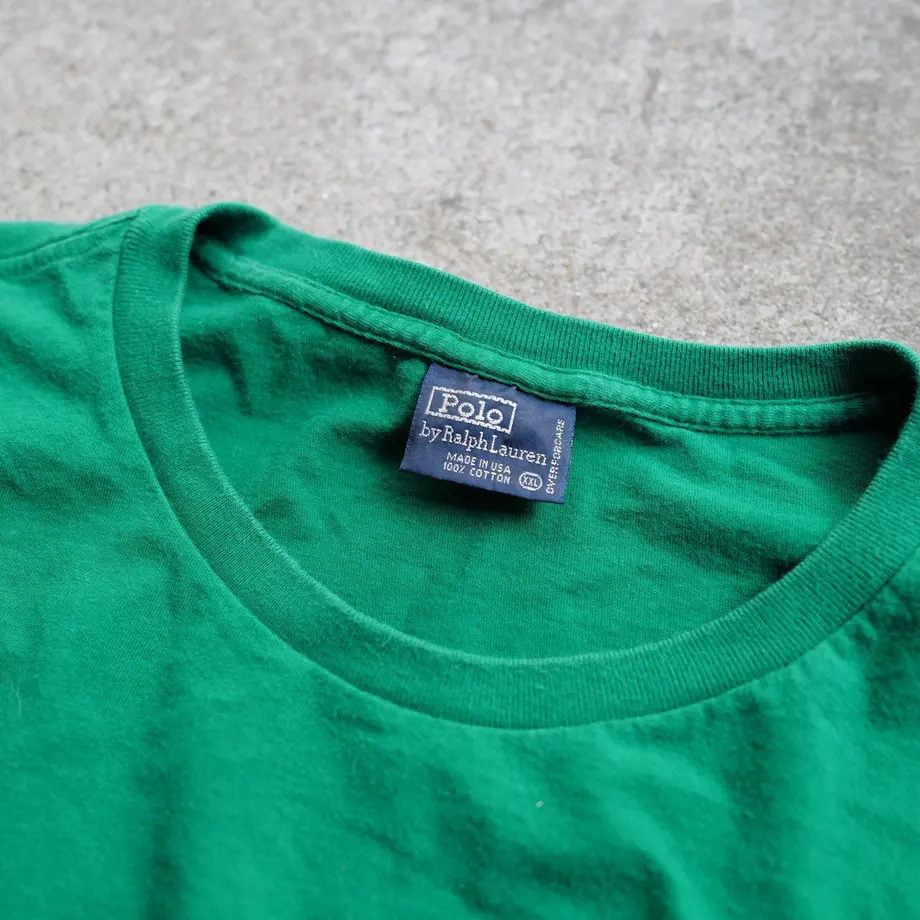 Polo
by Ralph Lauren
MADE IN USA
100% COTTON
XXL
OVER FOR CARE